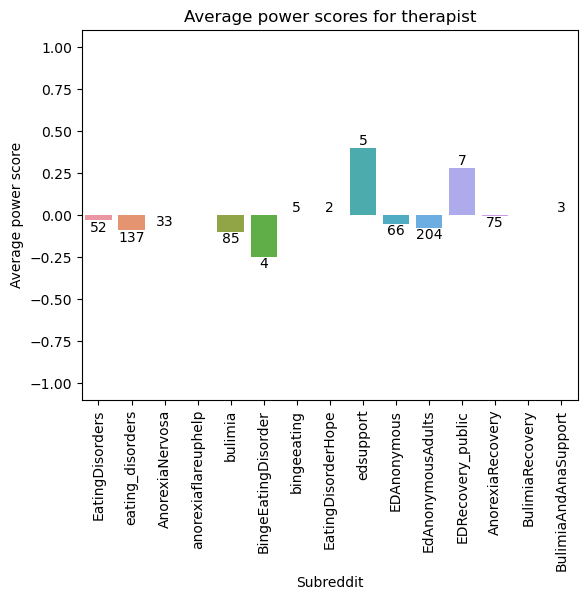 Average power scores for therapist
Average power score
1.00
0.75
0.50
0.25
0.00
−0.25
−0.50
−0.75
−1.00
52
137
33
85
4
5
2
5
66
204
7
75
3
EatingDisorders
eating_disorders
AnorexiaNervosa
anorexiaflareuphelp
bulimia
BingeEatingDisorder
bingeeating
EatingDisorderHope
edsupport
EDAnonymous
EdAnonymousAdults
EDRecovery_public
AnorexiaRecovery
BulimiaRecovery
BulimiaAndAnaSupport
Subreddit